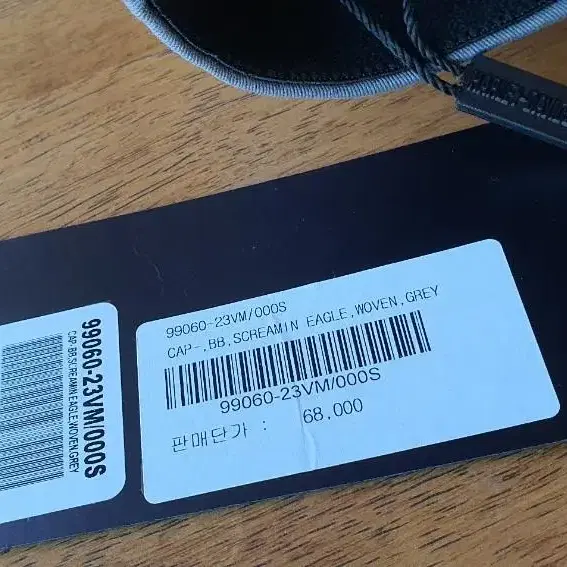 99060-23VM/000S
CAP-,BB,SCREAMIN EAGLE,WOVEN,GREY
99060-23VM/000S
판매단가 : 68.000
99060-23VM/000S
CAP-,BB,SCREAMIN EAGLE,WOVEN,GREY